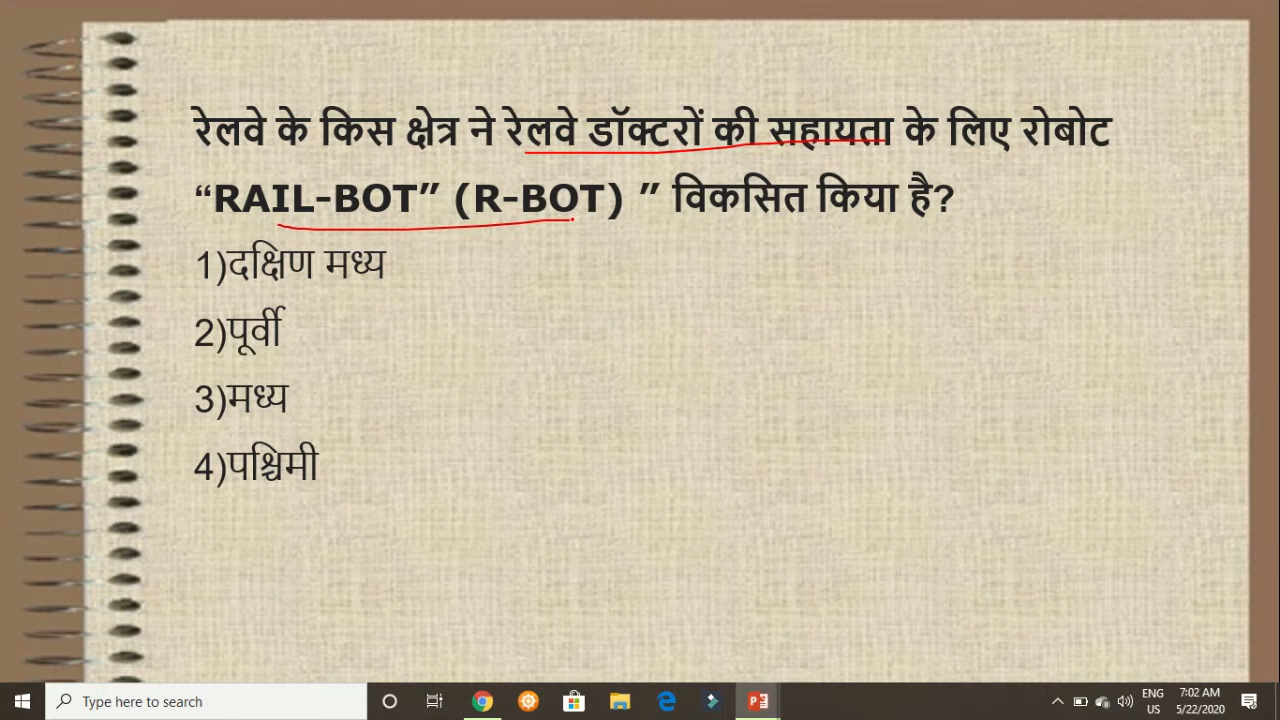 रेलवे के किस क्षेत्र ने रेलवे डॉक्टरों की सहायता के लिए रोबोट
“RAIL-BOT” (R-BOT) ” विकसित किया है?
1)दक्षिण मध्य
2)पूर्वी
3)मध्य
4)पश्चिमी
Type here to search
ENG
US
7:02 AM
5/22/2020